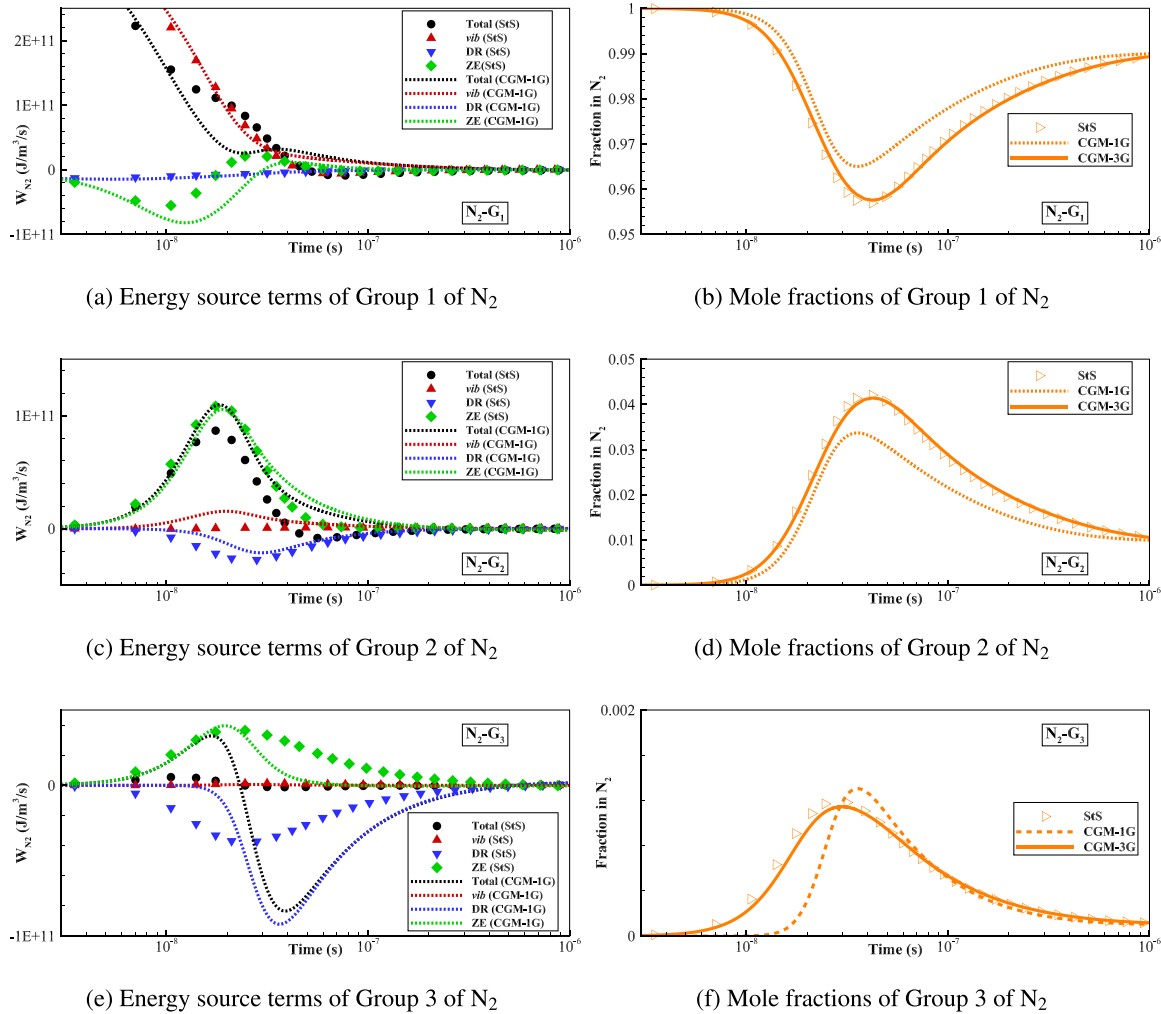 2E+11
1E+11
0
-1E+11
W_N2 (J/m³/s)
Total (StS)
vib (StS)
DR (StS)
ZE(StS)
Total (CGM-1G)
vib (CGM-1G)
DR (CGM-1G)
ZE (CGM-1G)
N₂-G₁
10⁻⁸ 10⁻⁷ 10⁻⁶
Time (s)
(a) Energy source terms of Group 1 of N₂
1
0.99
0.98
0.97
0.96
0.95
Fraction in N₂
StS
CGM-1G
CGM-3G
N₂-G₁
10⁻⁸ 10⁻⁷ 10⁻⁶
Time (s)
(b) Mole fractions of Group 1 of N₂
1E+11
0
W_N2 (J/m³/s)
Total (StS)
vib (StS)
DR (StS)
ZE (StS)
Total (CGM-1G)
vib (CGM-1G)
DR (CGM-1G)
ZE (CGM-1G)
N₂-G₂
10⁻⁸ 10⁻⁷ 10⁻⁶
Time (s)
(c) Energy source terms of Group 2 of N₂
0.05
0.04
0.03
0.02
0.01
0
Fraction in N₂
StS
CGM-1G
CGM-3G
N₂-G₂
10⁻⁸ 10⁻⁷ 10⁻⁶
Time (s)
(d) Mole fractions of Group 2 of N₂
0
-1E+11
W_N2 (J/m³/s)
N₂-G₃
Total (StS)
vib (StS)
DR (StS)
ZE (StS)
Total (CGM-1G)
vib (CGM-1G)
DR (CGM-1G)
ZE (CGM-1G)
10⁻⁸ 10⁻⁷ 10⁻⁶
Time (s)
(e) Energy source terms of Group 3 of N₂
0.002
0
Fraction in N₂
N₂-G₃
StS
CGM-1G
CGM-3G
10⁻⁸ 10⁻⁷ 10⁻⁶
Time (s)
(f) Mole fractions of Group 3 of N₂